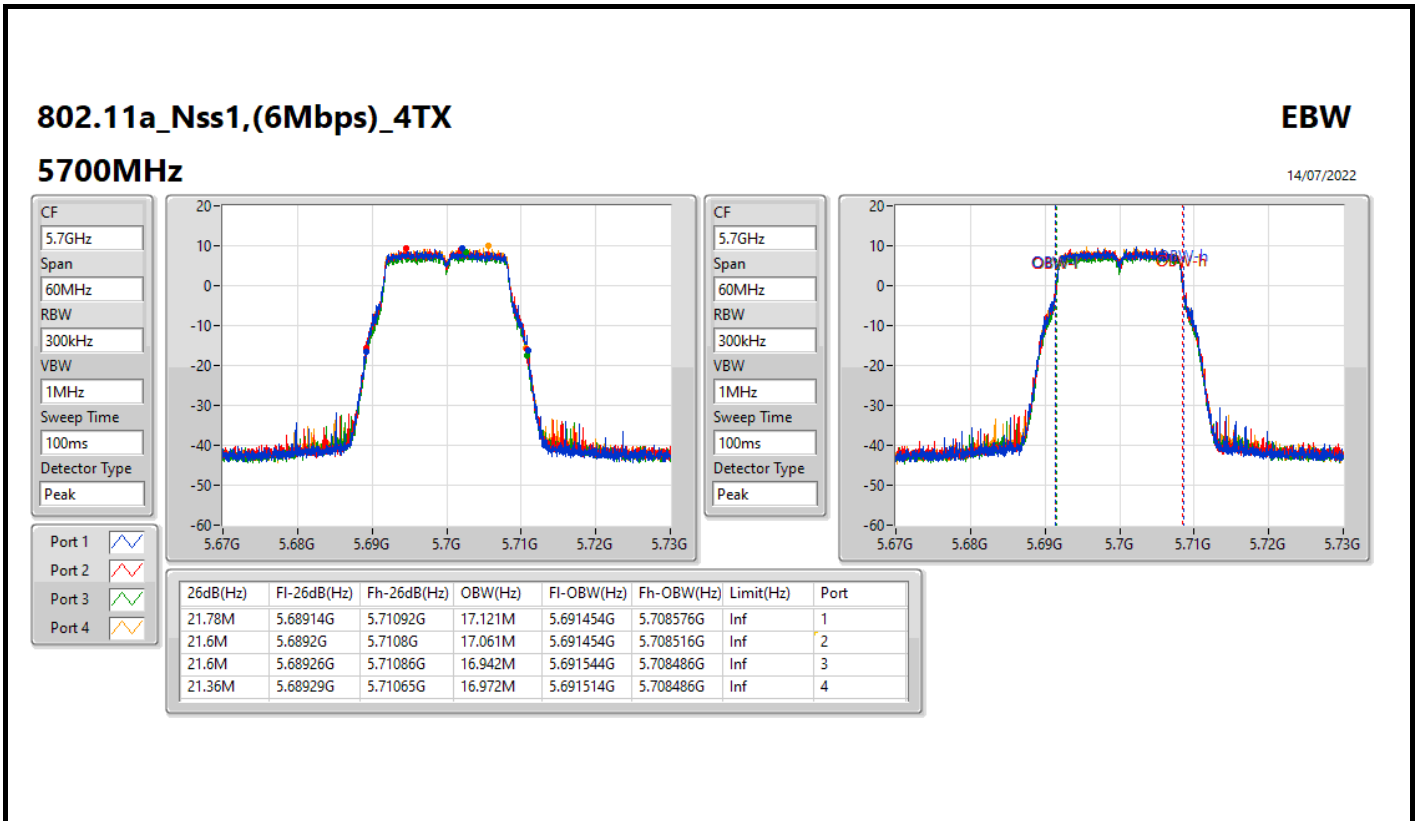 802.11a_Nss1,(6Mbps)_4TX
EBW
5700MHz
14/07/2022
CF
5.7GHz
Span
60MHz
RBW
300kHz
VBW
1MHz
Sweep Time
100ms
Detector Type
Peak
20
10
0
-10
-20
-30
-40
-50
-60
5.67G 5.68G 5.69G 5.7G 5.71G 5.72G 5.73G
CF
5.7GHz
Span
60MHz
RBW
300kHz
VBW
1MHz
Sweep Time
100ms
Detector Type
Peak
20
10
0
-10
-20
-30
-40
-50
-60
OBW-l OBW-h
5.67G 5.68G 5.69G 5.7G 5.71G 5.72G 5.73G
Port 1
Port 2
Port 3
Port 4
26dB(Hz) Fl-26dB(Hz) Fh-26dB(Hz) OBW(Hz) Fl-OBW(Hz) Fh-OBW(Hz) Limit(Hz) Port
21.78M 5.68914G 5.71092G 17.121M 5.691454G 5.708576G Inf 1
21.6M 5.6892G 5.7108G 17.061M 5.691454G 5.708516G Inf 2
21.6M 5.68926G 5.71086G 16.942M 5.691544G 5.708486G Inf 3
21.36M 5.68929G 5.71065G 16.972M 5.691514G 5.708486G Inf 4